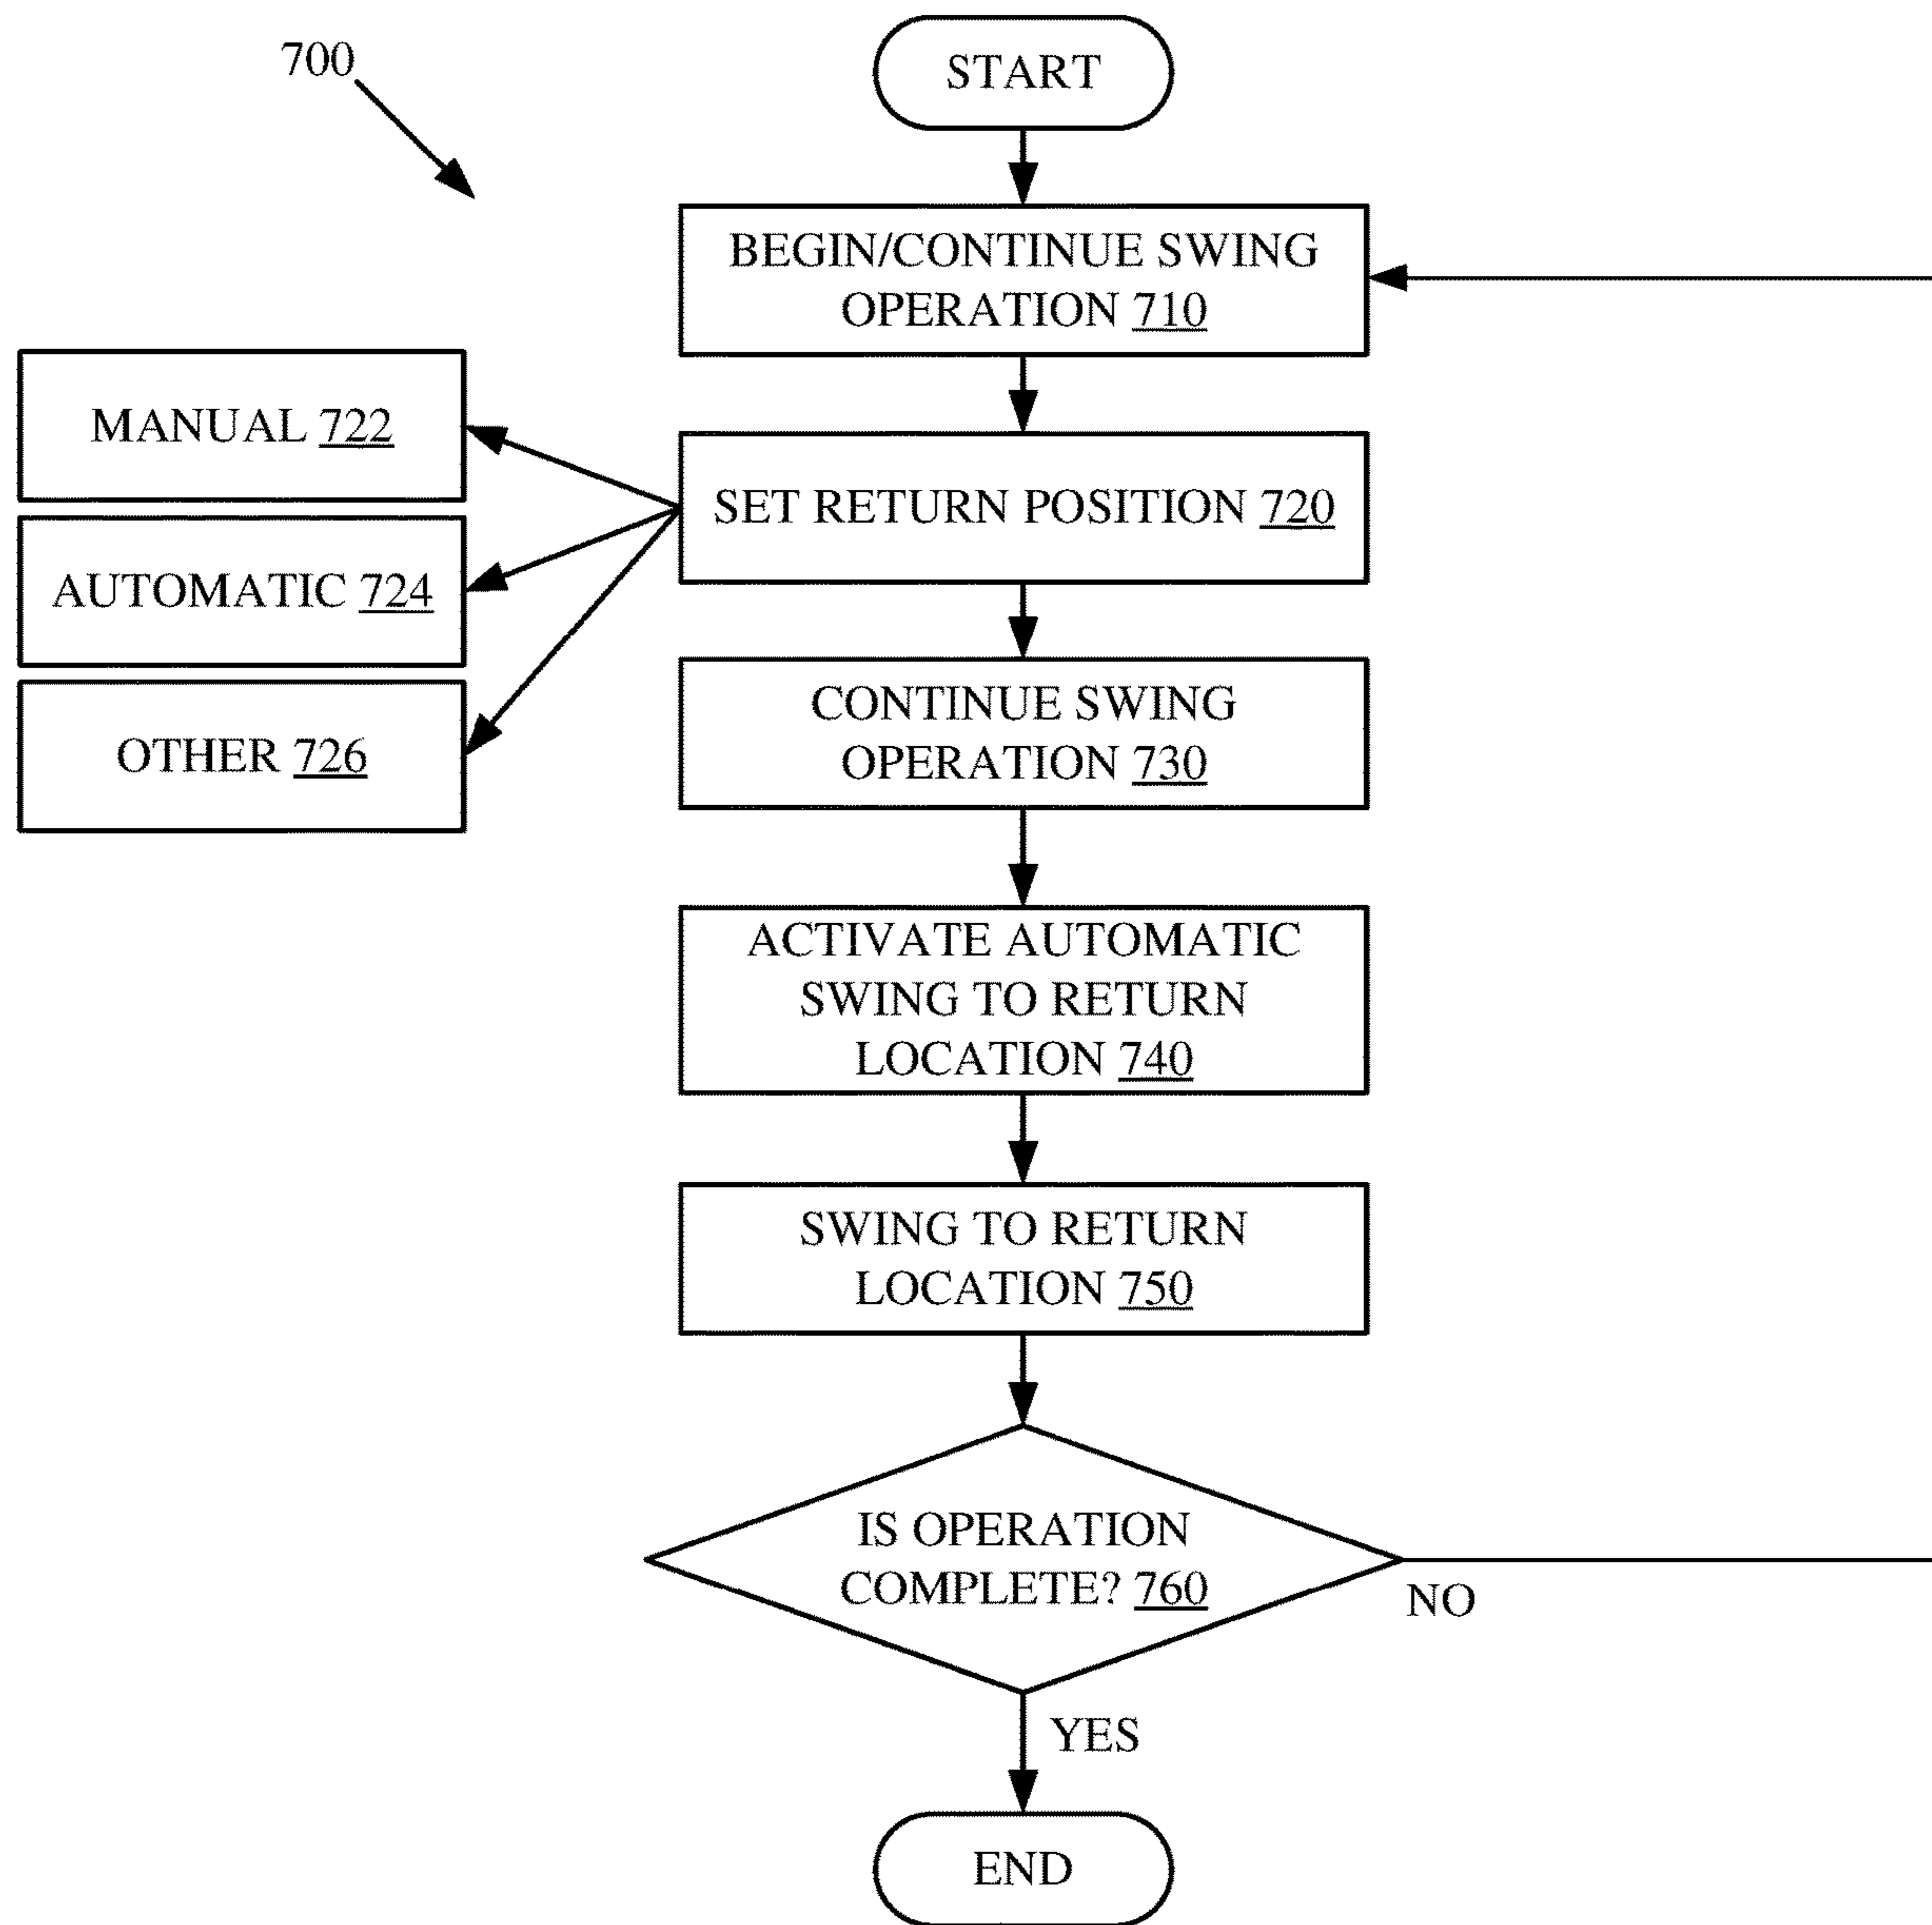 700
START
BEGIN/CONTINUE SWING
OPERATION 710
MANUAL 722
SET RETURN POSITION 720
AUTOMATIC 724
CONTINUE SWING
OPERATION 730
OTHER 726
ACTIVATE AUTOMATIC
SWING TO RETURN
LOCATION 740
SWING TO RETURN
LOCATION 750
IS OPERATION
COMPLETE? 760
NO
YES
END